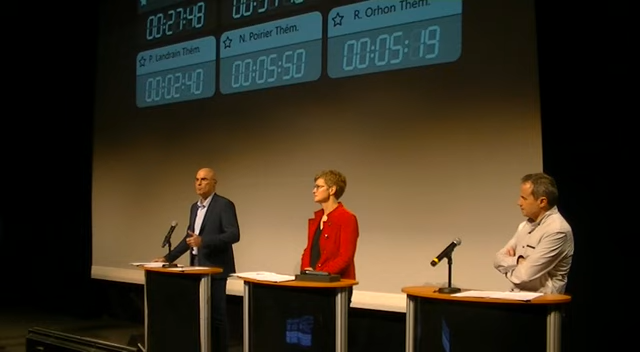 00:27:48
P. Landrain Thém.
N. Poirier Thém.
R. Orhon Thém.
00:02:40
00:05:50
00:05:19